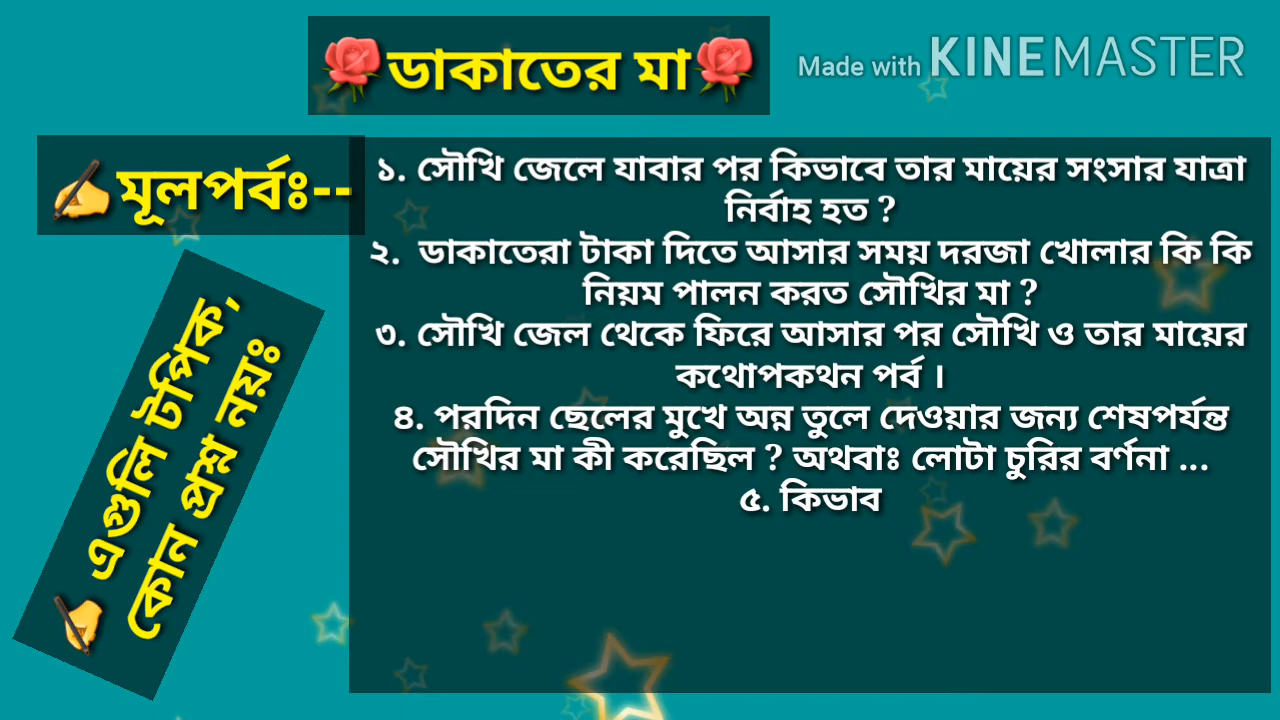 🌹ডাকাতের মা🌹
Made with KINEMASTER
✍মূলপর্বঃ--
১. সৌখি জেলে যাবার পর কিভাবে তার মায়ের সংসার যাত্রা
নির্বাহ হত ?
২. ডাকাতেরা টাকা দিতে আসার সময় দরজা খোলার কি কি
নিয়ম পালন করত সৌখির মা ?
৩. সৌখি জেল থেকে ফিরে আসার পর সৌখি ও তার মায়ের
কথোপকথন পর্ব ।
৪. পরদিন ছেলের মুখে অন্ন তুলে দেওয়ার জন্য শেষপর্যন্ত
সৌখির মা কী করেছিল ? অথবাঃ লোটা চুরির বর্ণনা ...
৫. কিভাব
✍ এগুলি টপিক,
কোন প্রশ্ন নয়ঃ